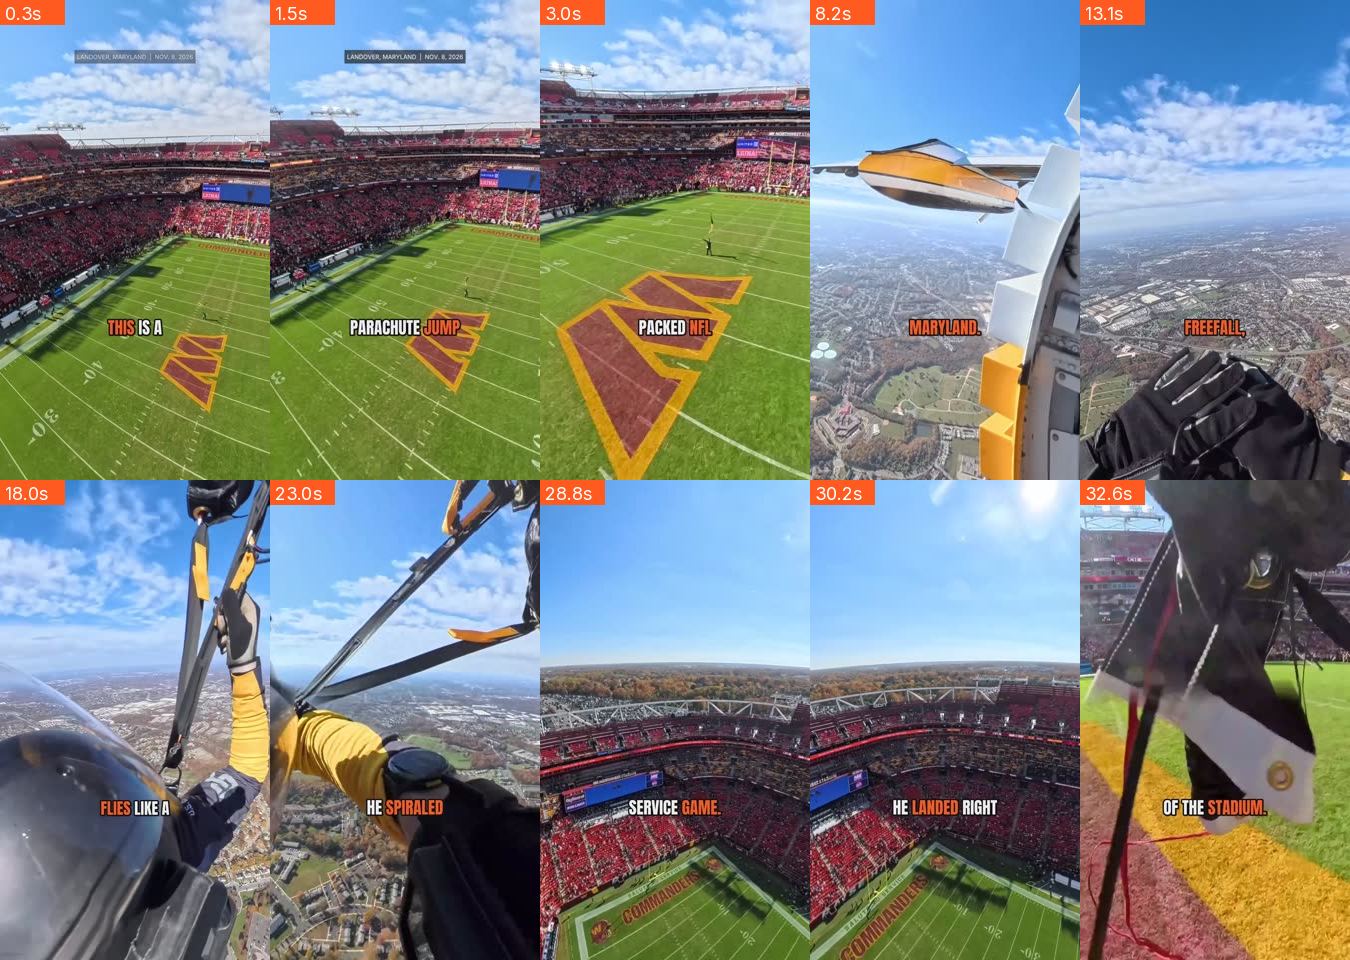 0.3s
LANDOVER, MARYLAND | NOV. 8, 2026
THIS IS A
1.5s
LANDOVER, MARYLAND | NOV. 8, 2026
PARACHUTE JUMP
3.0s
PACKED NFL
8.2s
MARYLAND.
13.1s
FREEFALL,
18.0s
FLIES LIKE A
23.0s
HE SPIRALED
28.8s
SERVICE GAME.
COMMANDERS
30.2s
HE LANDED RIGHT
COMMANDERS
32.6s
OF THE STADIUM.